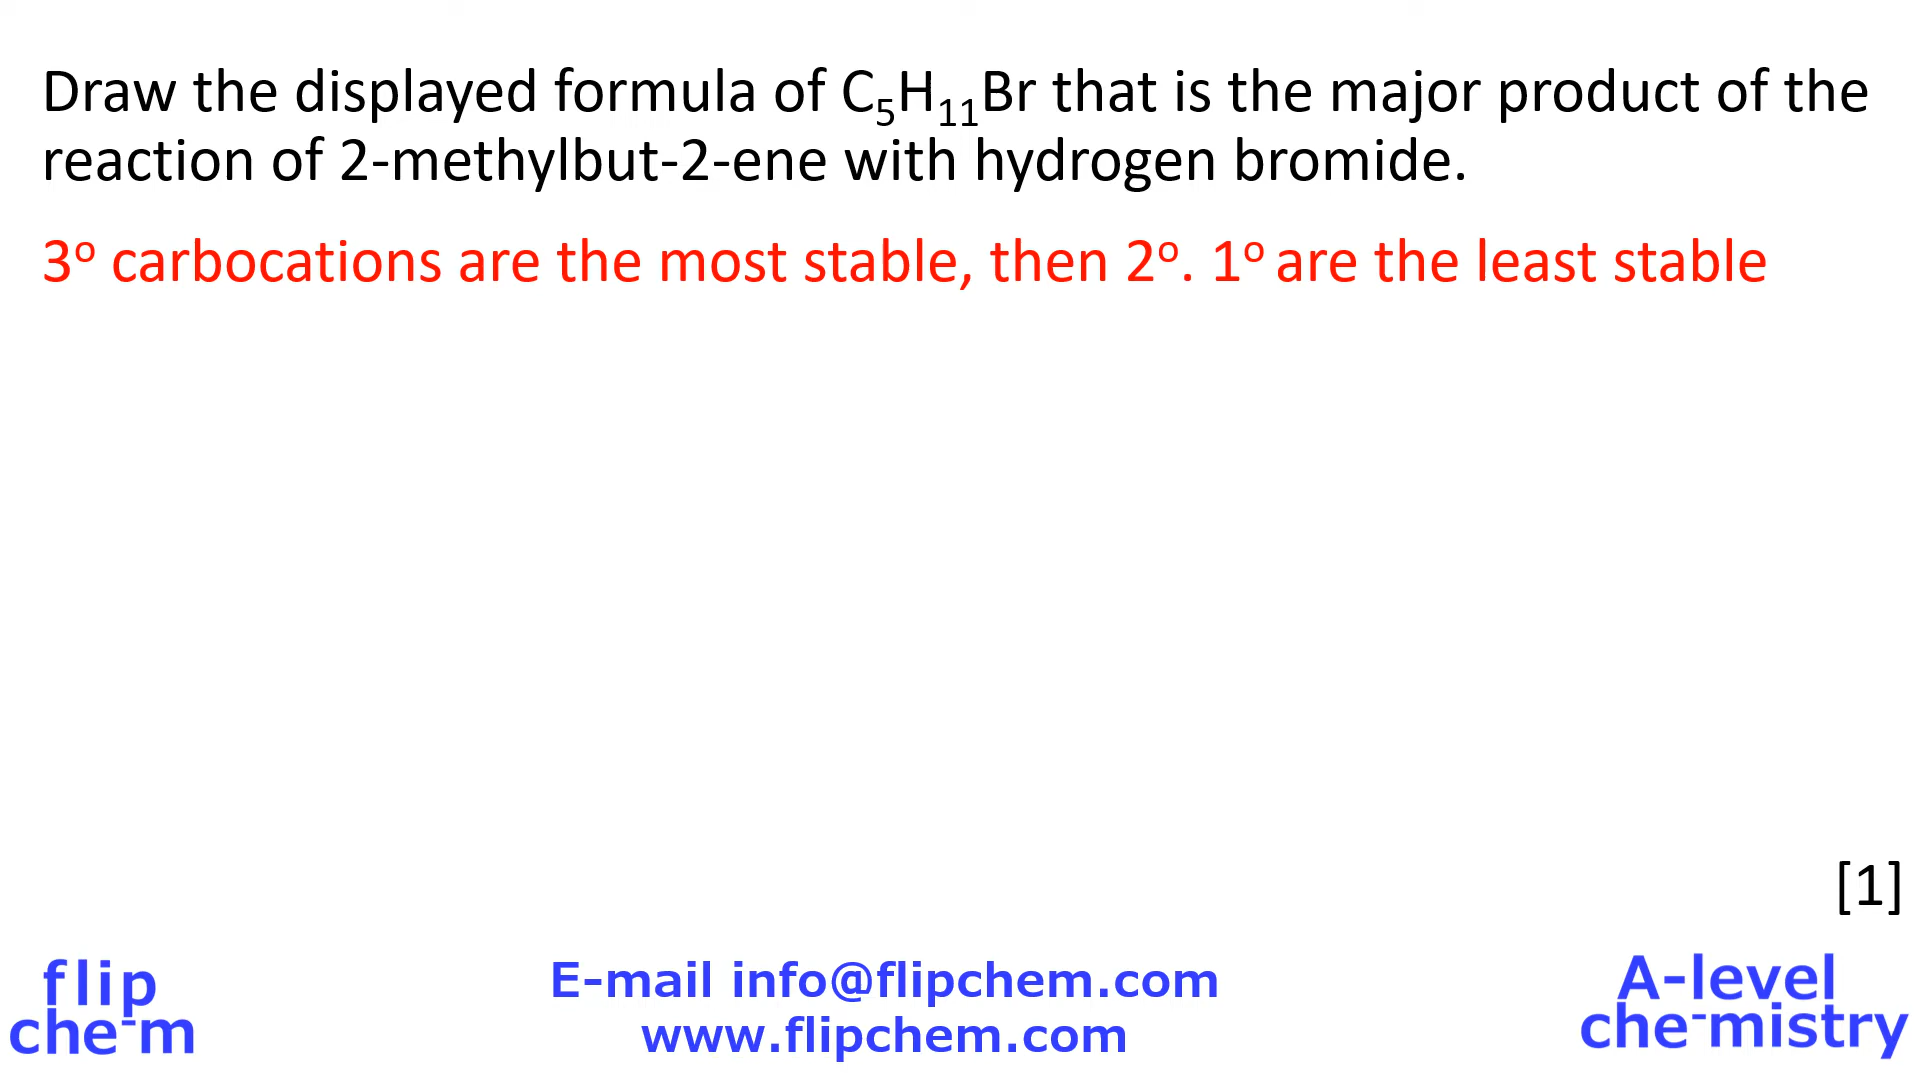 Draw the displayed formula of C₅H₁₁Br that is the major product of the
reaction of 2-methylbut-2-ene with hydrogen bromide.
3º carbocations are the most stable, then 2º. 1º are the least stable
[1]
flip
che-m
E-mail info@flipchem.com
www.flipchem.com
A-level
che-mistry